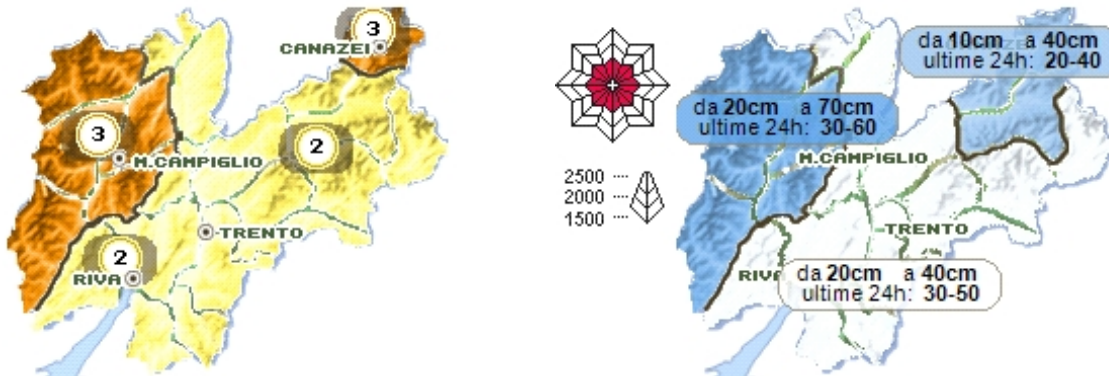 3
CANAZEI
3
2
M.CAMPIGLIO
TRENTO
2
RIVA
da 10cm a 40cm
ultime 24h: 20-40
da 20cm a 70cm
ultime 24h: 30-60
M.CAMPIGLIO
2500
2000
1500
TRENTO
RIVA
da 20cm a 40cm
ultime 24h: 30-50